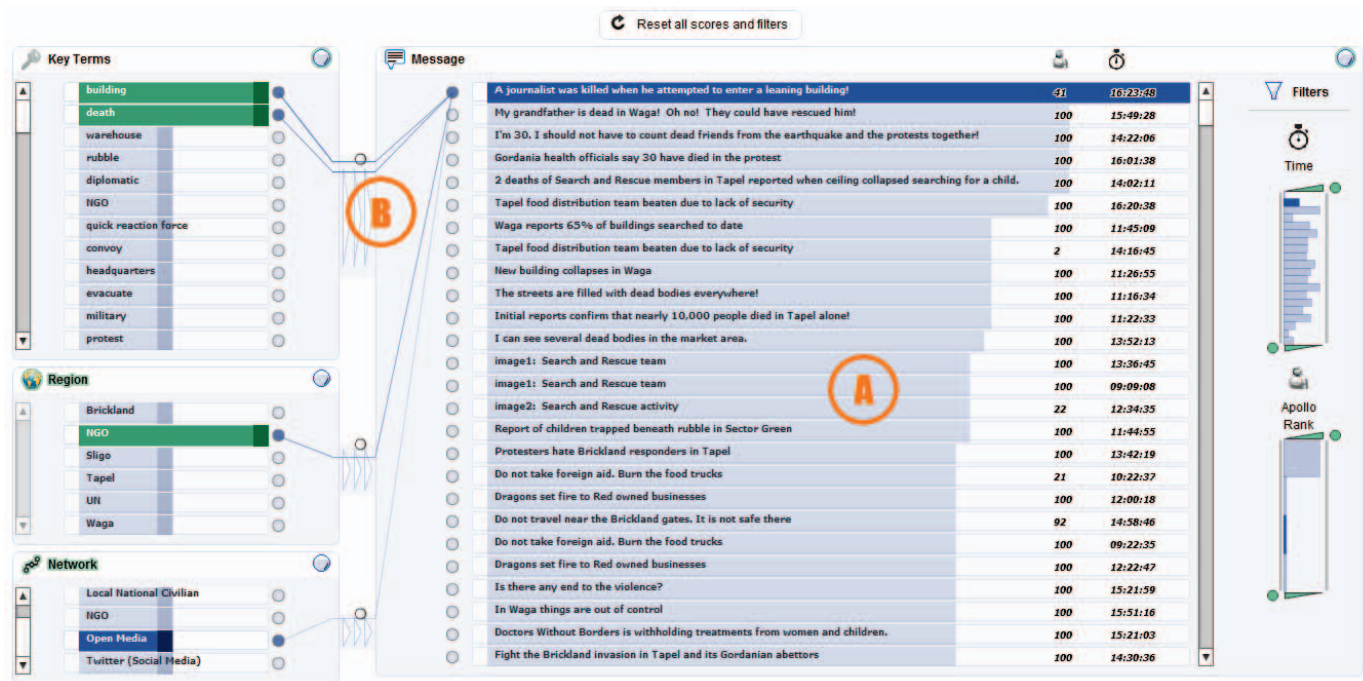 Reset all scores and filters
Key Terms
building
death
warehouse
rubble
diplomatic
NGO
quick reaction force
convoy
headquarters
evacuate
military
protest
Region
Brickland
NGO
Sligo
Tapel
UN
Waga
Network
Local National Civilian
NGO
Open Media
Twitter (Social Media)
B
Message
A journalist was killed when he attempted to enter a leaning building! 41 16:23:48
My grandfather is dead in Waga! Oh no! They could have rescued him! 100 15:49:28
I'm 30. I should not have to count dead friends from the earthquake and the protests together! 100 14:22:06
Gordania health officials say 30 have died in the protest 100 16:01:38
2 deaths of Search and Rescue members in Tapel reported when ceiling collapsed searching for a child. 100 14:02:11
Tapel food distribution team beaten due to lack of security 100 16:20:38
Waga reports 65% of buildings searched to date 100 11:45:09
Tapel food distribution team beaten due to lack of security 2 14:16:45
New building collapses in Waga 100 11:26:55
The streets are filled with dead bodies everywhere! 100 11:16:34
Initial reports confirm that nearly 10,000 people died in Tapel alone! 100 11:22:33
I can see several dead bodies in the market area. 100 13:52:13
image1: Search and Rescue team 100 13:36:45
image1: Search and Rescue team 100 09:09:08
image2: Search and Rescue activity 22 12:34:35
Report of children trapped beneath rubble in Sector Green 100 11:44:55
Protesters hate Brickland responders in Tapel 100 13:42:19
Do not take foreign aid. Burn the food trucks 21 10:22:37
Dragons set fire to Red owned businesses 100 12:00:18
Do not travel near the Brickland gates. It is not safe there 92 14:58:46
Do not take foreign aid. Burn the food trucks 100 09:22:35
Dragons set fire to Red owned businesses 100 12:22:47
Is there any end to the violence? 100 15:21:59
In Waga things are out of control 100 15:51:16
Doctors Without Borders is withholding treatments from women and children. 100 15:21:03
Fight the Brickland invasion in Tapel and its Gordanian abettors 100 14:30:36
A
Filters
Time
Apollo
Rank